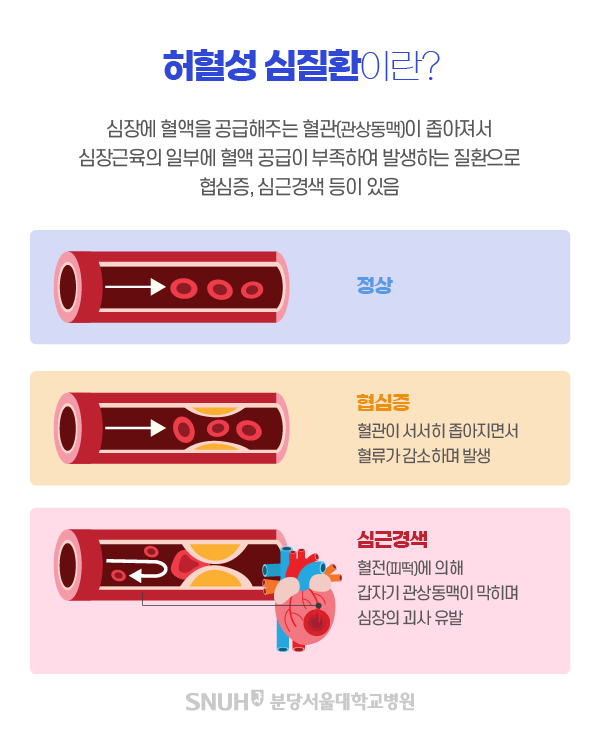 허혈성 심질환이란?
심장에 혈액을 공급해주는 혈관(관상동맥)이 좁아져서
심장근육의 일부에 혈액 공급이 부족하여 발생하는 질환으로
협심증, 심근경색 등이 있음
정상
협심증
혈관이 서서히 좁아지면서
혈류가 감소하며 발생
심근경색
혈전(피떡)에 의해
갑자기 관상동맥이 막히며
심장의 괴사 유발
SNUH 분당서울대학교병원